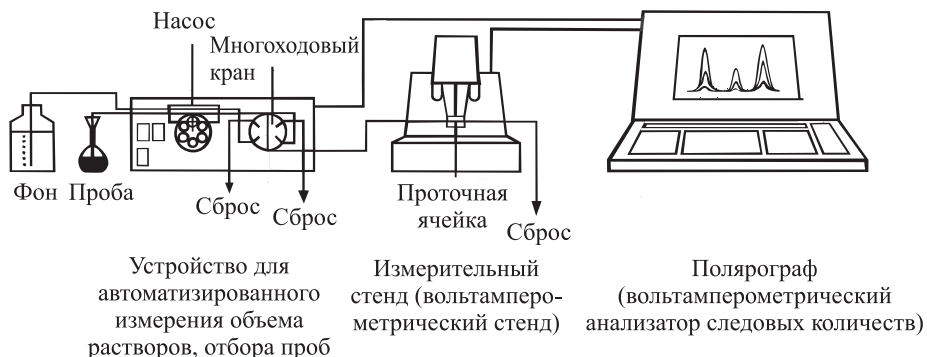 Насос
Многоходовый
кран
Фон
Проба
Сброс
Сброс
Проточная
ячейка
Сброс
Устройство для
автоматизированного
измерения объема
растворов, отбора проб
Измерительный
стенд (вольтамперо-
метрический стенд)
Полярограф
(вольтамперометрический
анализатор следовых количеств)